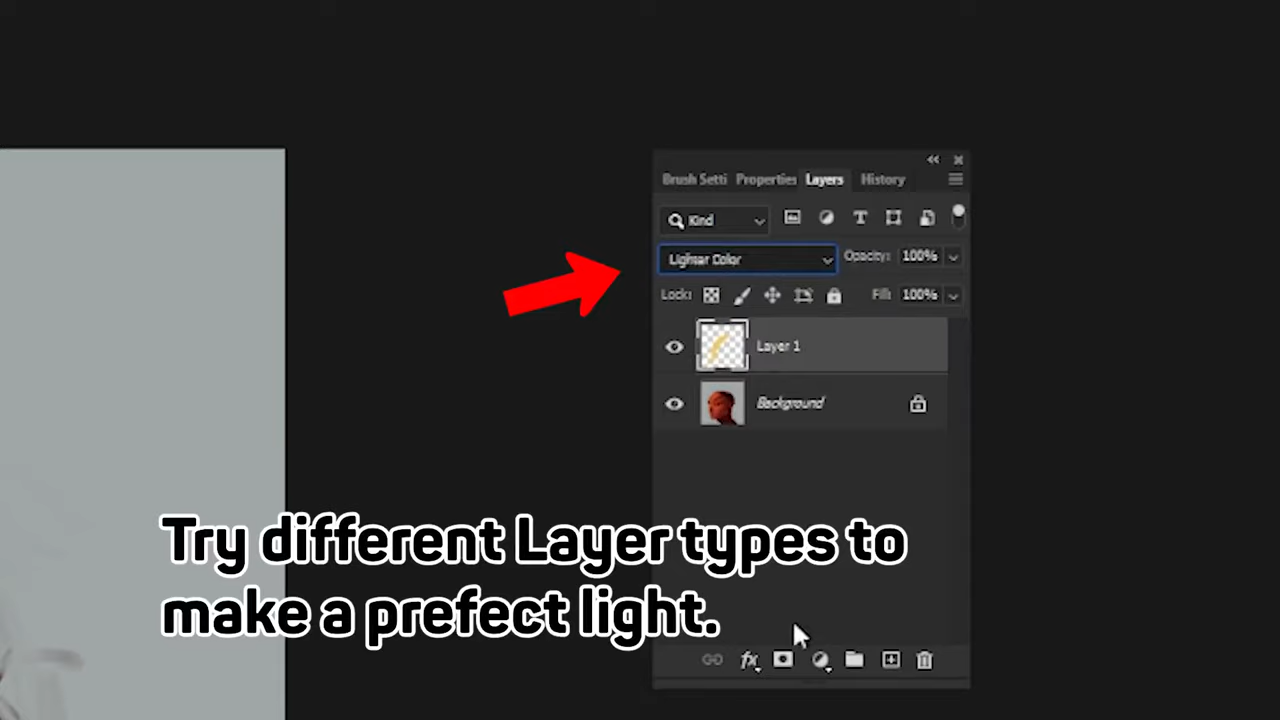 Brush Setti Properties Layers History
Kind
Lighter Color Opacity: 100%
Lock: Fill: 100%
Layer 1
Background
Try different Layer types to
make a prefect light.
fx